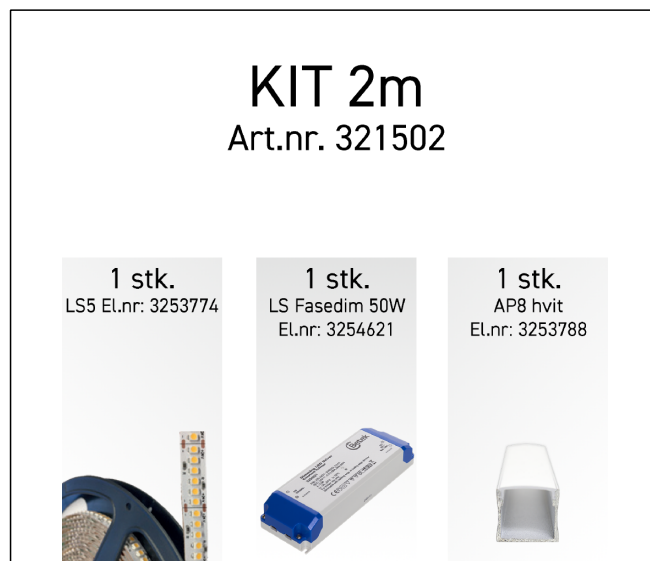 KIT 2m
Art.nr. 321502
1 stk.
LS5 El.nr: 3253774
1 stk.
LS Fasedim 50W
El.nr: 3254621
1 stk.
AP8 hvit
El.nr: 3253788